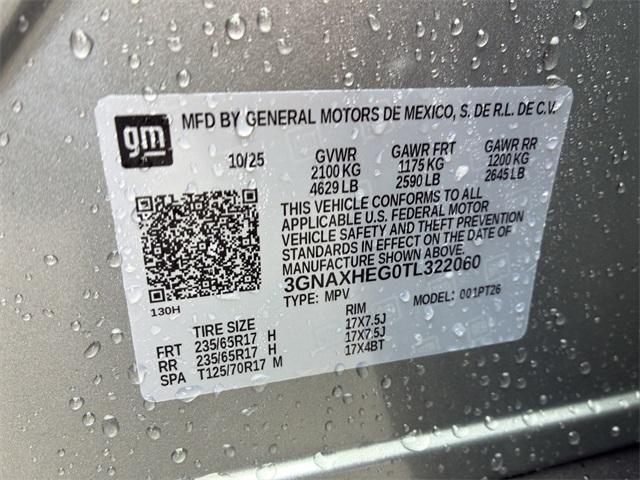 gm MFD BY GENERAL MOTORS DE MEXICO, S. DE R.L. DE C.V.
10/25 GVWR GAWR FRT GAWR RR
2100 KG 1175 KG 1200 KG
4629 LB 2590 LB 2645 LB
THIS VEHICLE CONFORMS TO ALL
APPLICABLE U.S. FEDERAL MOTOR
VEHICLE SAFETY AND THEFT PREVENTION
STANDARDS IN EFFECT ON THE DATE OF
MANUFACTURE SHOWN ABOVE.
3GNAXHEG0TL322060
130H TYPE: MPV MODEL: 001PT26
TIRE SIZE RIM
FRT 235/65R17 H 17X7.5J
RR 235/65R17 H 17X7.5J
SPA T125/70R17 M 17X4BT